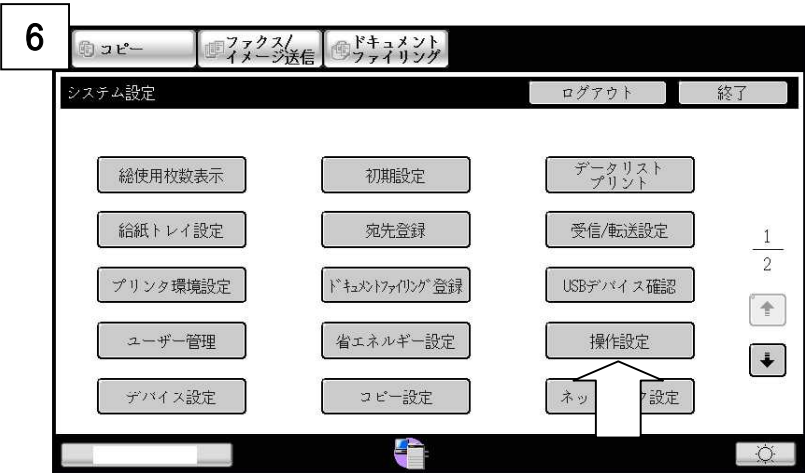 6
コピー
ファクス/
イメージ送信
ドキュメント
ファイリング
システム設定
ログアウト
終了
総使用枚数表示
初期設定
データリスト
プリント
給紙トレイ設定
宛先登録
受信/転送設定
プリンタ環境設定
ドキュメントファイリング登録
USBデバイス確認
ユーザー管理
省エネルギー設定
操作設定
デバイス設定
コピー設定
ネッ ク設定
1
2